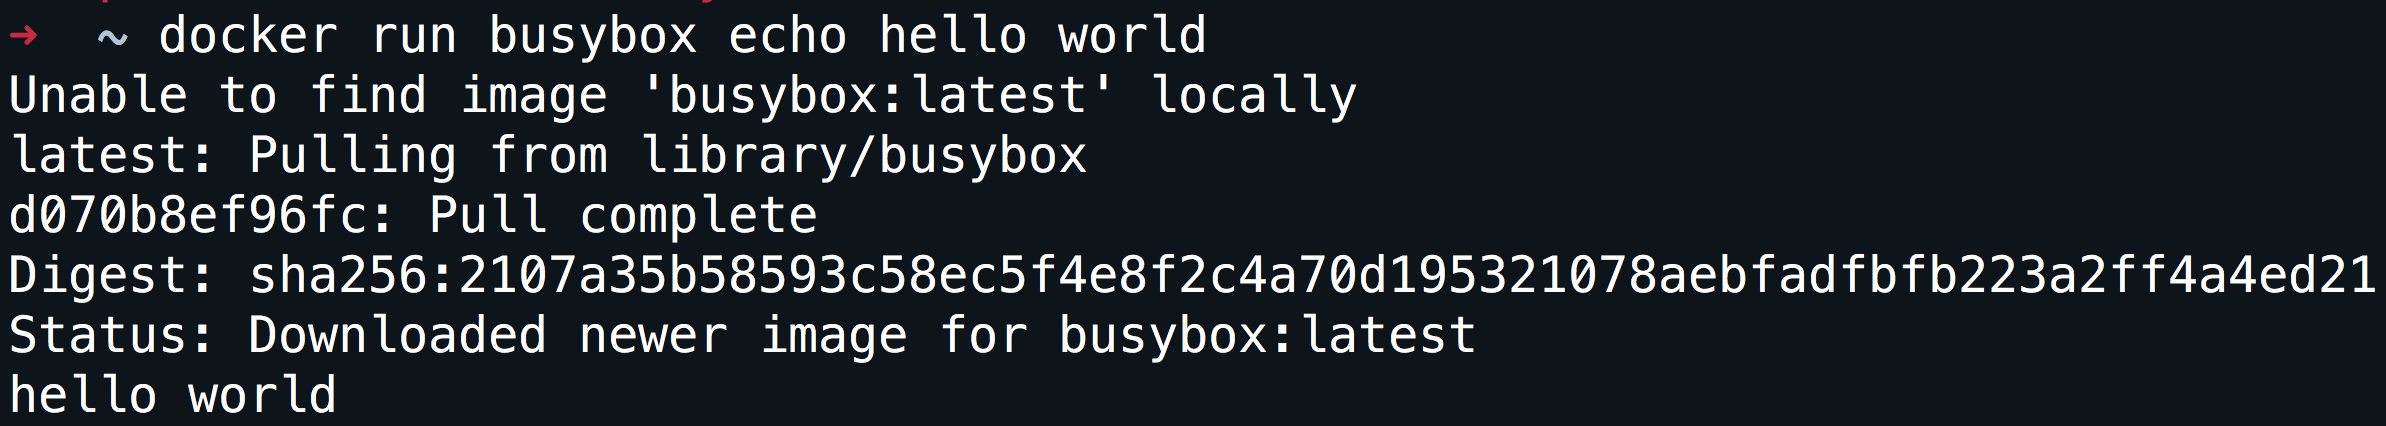 ➜  ~ docker run busybox echo hello world
Unable to find image 'busybox:latest' locally
latest: Pulling from library/busybox
d070b8ef96fc: Pull complete
Digest: sha256:2107a35b58593c58ec5f4e8f2c4a70d195321078aebfadfbfb223a2ff4a4ed21
Status: Downloaded newer image for busybox:latest
hello world